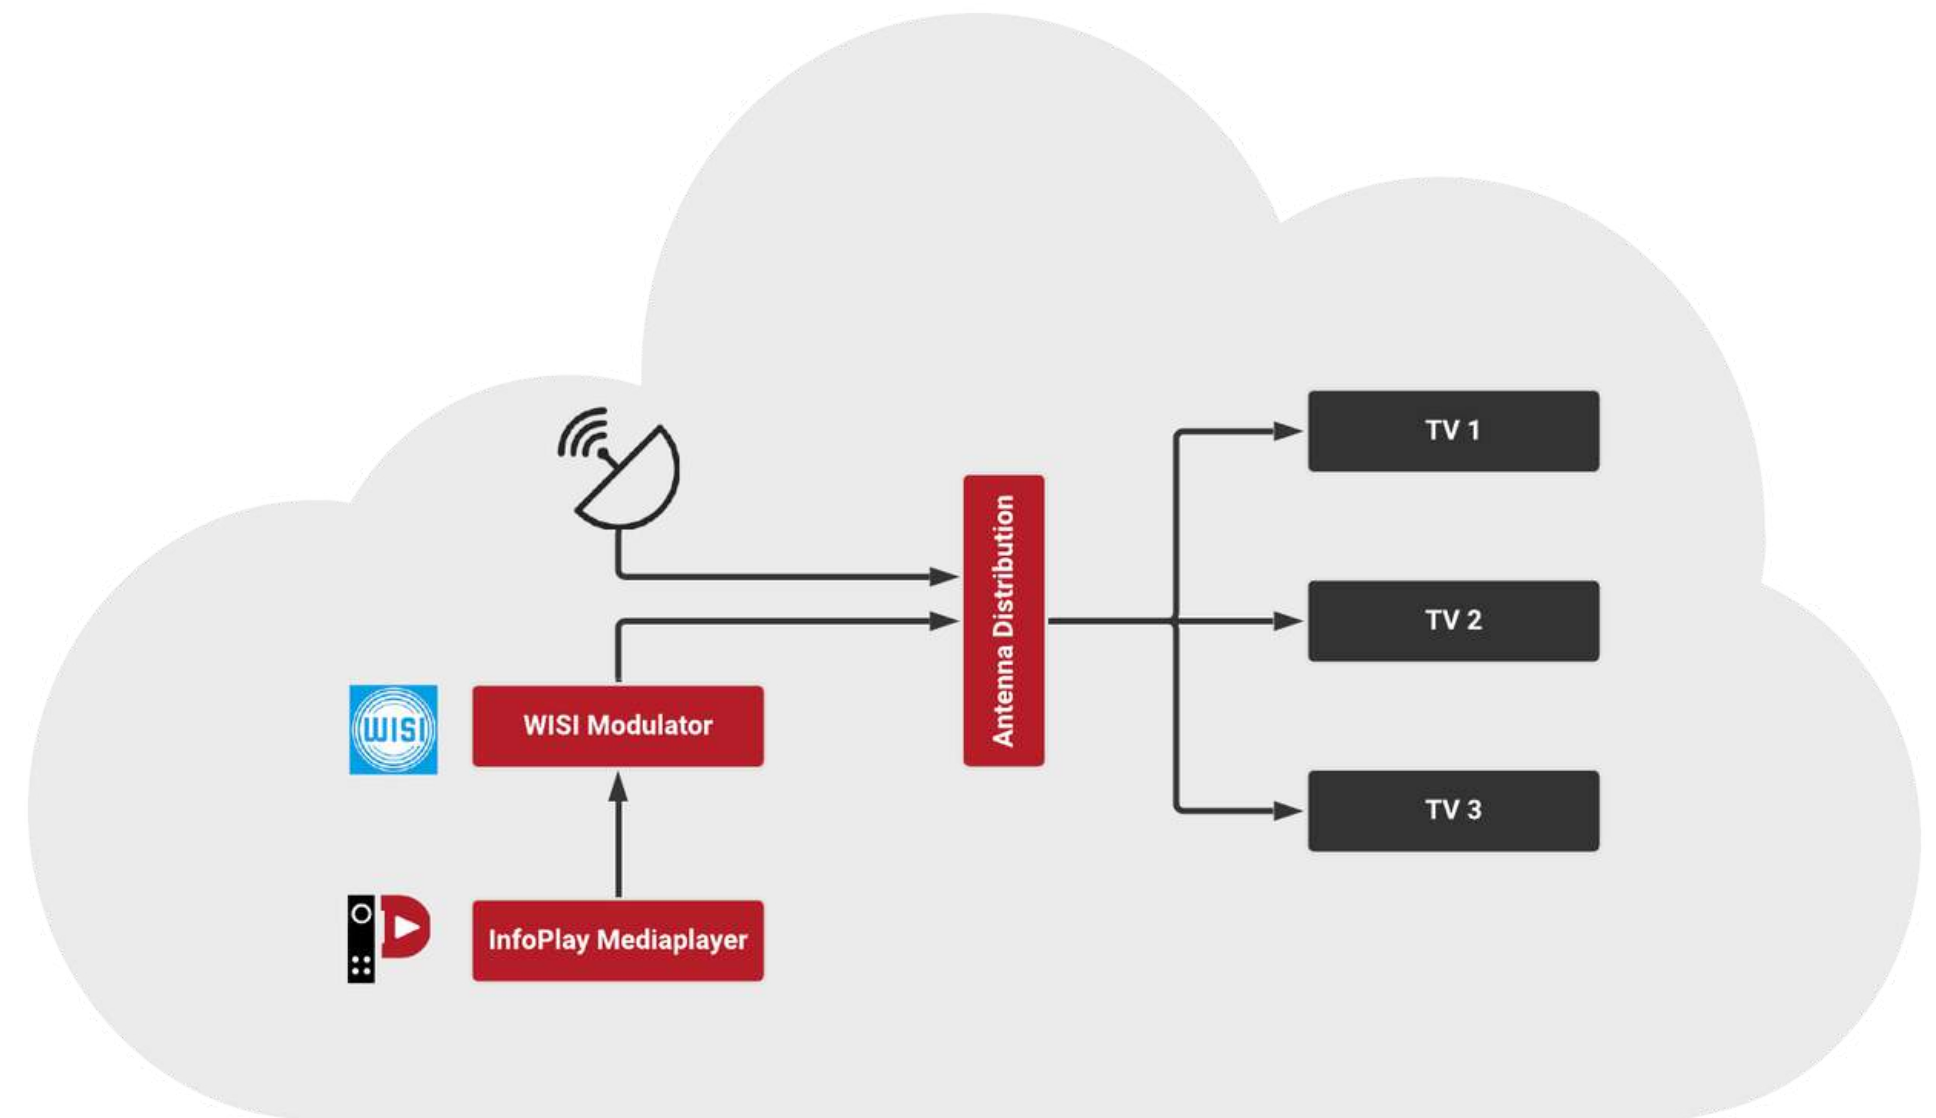 TV 1
Antenna Distribution
TV 2
WISI
WISI Modulator
TV 3
InfoPlay Mediaplayer